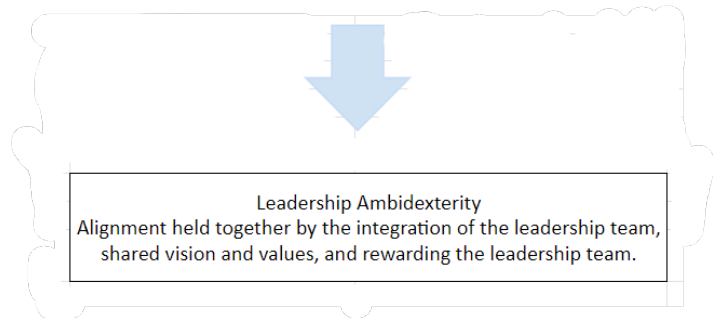 Leadership Ambidexterity
Alignment held together by the integration of the leadership team,
shared vision and values, and rewarding the leadership team.